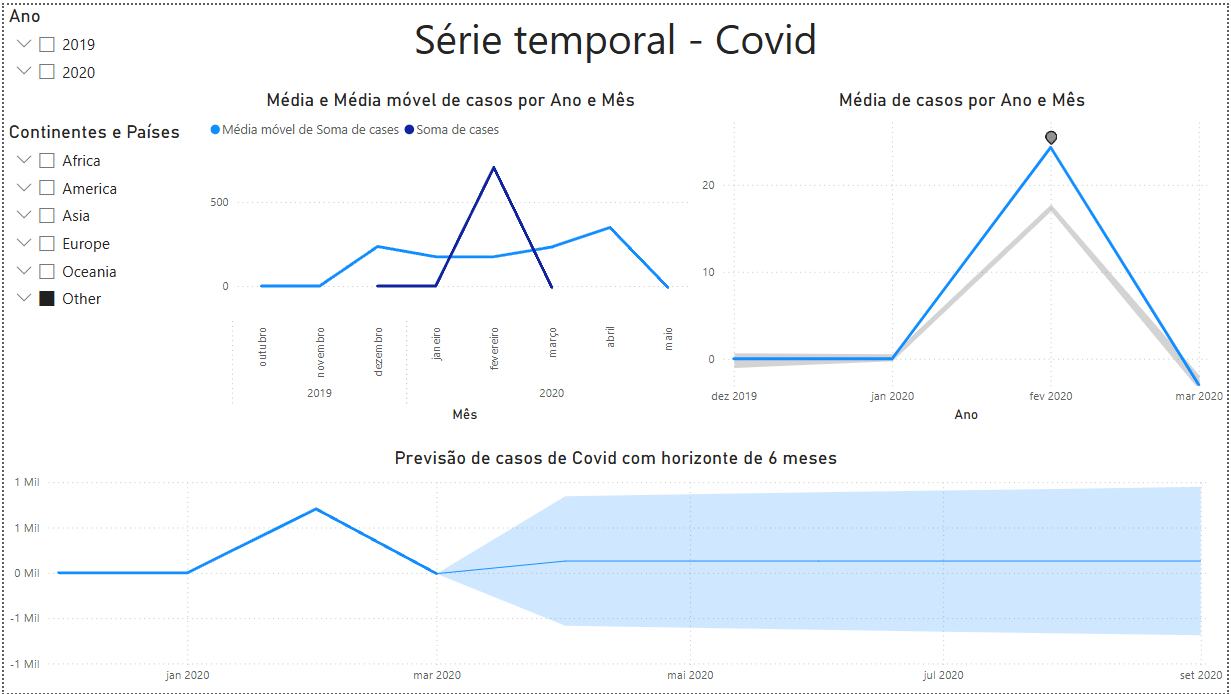 Ano
2019
2020
Continentes e Países
Africa
America
Asia
Europe
Oceania
Other
Série temporal - Covid
Média e Média móvel de casos por Ano e Mês
Média móvel de Soma de cases Soma de cases
500
0
outubro novembro dezembro janeiro fevereiro março abril maio
2019 2020
Mês
Média de casos por Ano e Mês
20
10
0
dez 2019 jan 2020 fev 2020 mar 2020
Ano
Previsão de casos de Covid com horizonte de 6 meses
1 Mil
1 Mil
0 Mil
-1 Mil
-1 Mil
jan 2020 mar 2020 mai 2020 jul 2020 set 2020